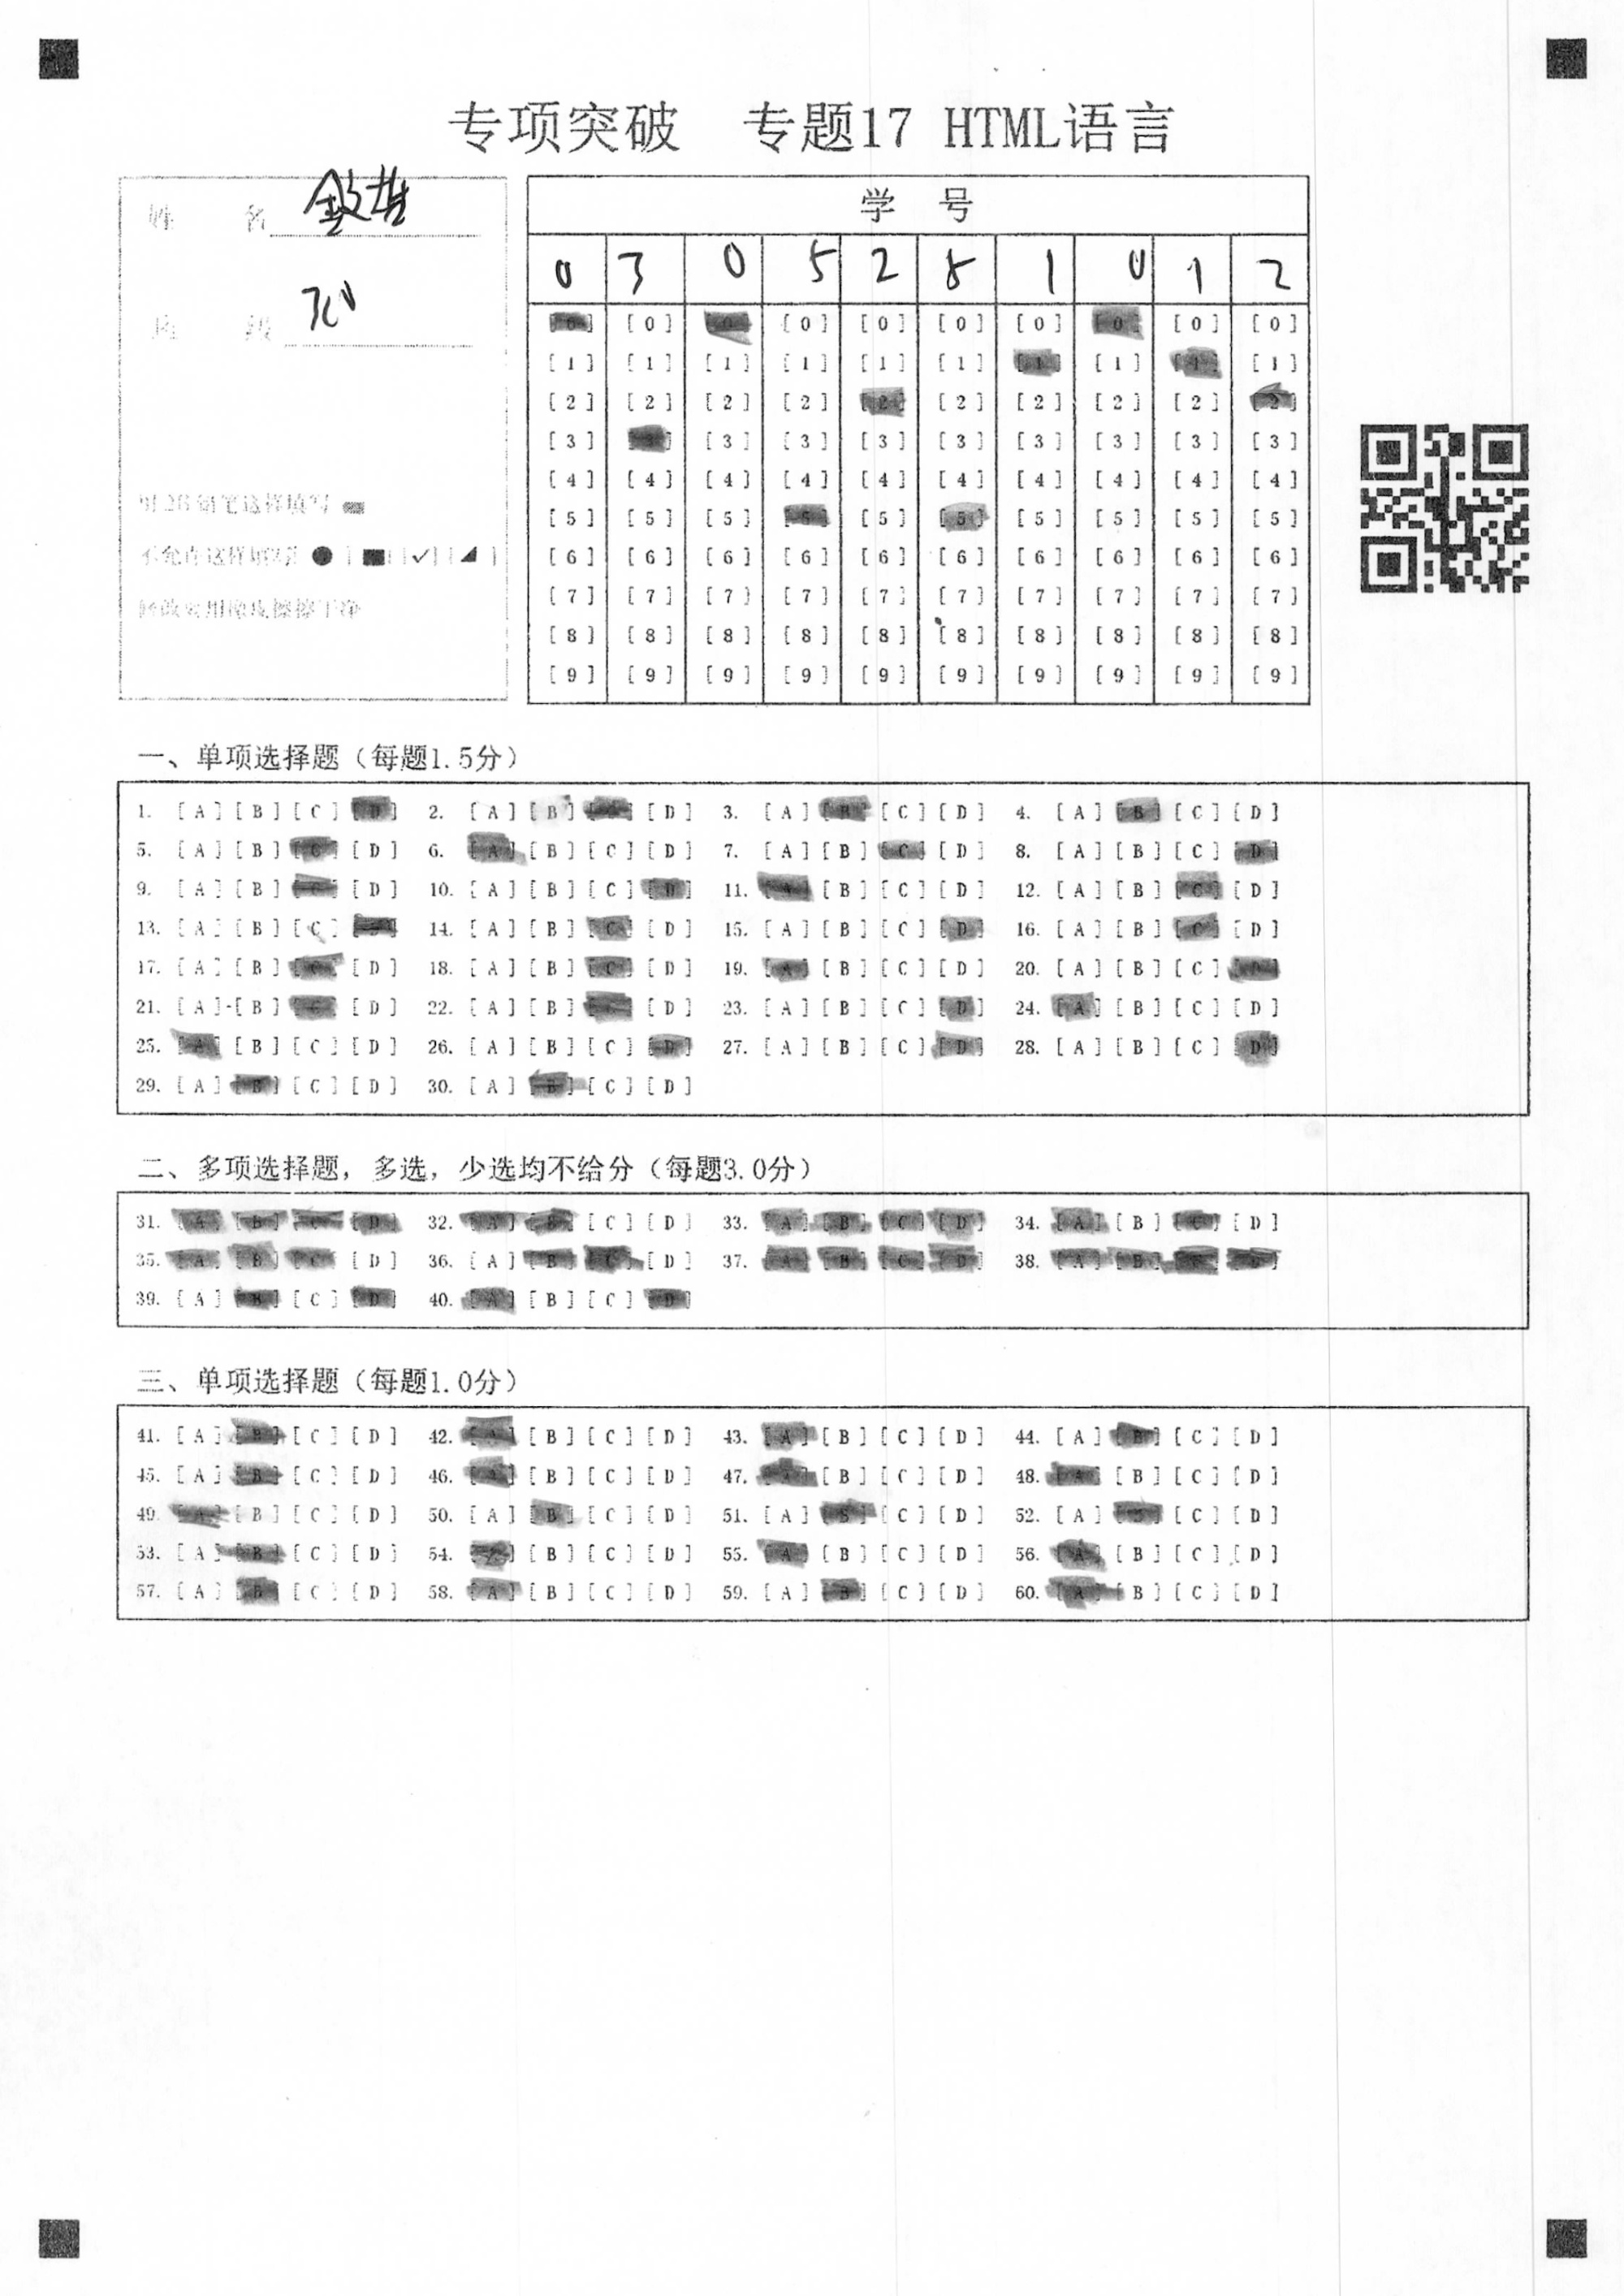 专项突破 专题17 HTML语言
姓 名
学 号
0 3 0 5 2 8 1 0 1 2
[0] [0] [0] [0] [0] [0] [0] [0] [0] [0]
[1] [1] [1] [1] [1] [1] [1] [1] [1] [1]
[2] [2] [2] [2] [2] [2] [2] [2] [2] [2]
[3] [3] [3] [3] [3] [3] [3] [3] [3]
[4] [4] [4] [4] [4] [4] [4] [4] [4] [4]
[5] [5] [5] [5] [5] [5] [5] [5] [5] [5]
[6] [6] [6] [6] [6] [6] [6] [6] [6] [6]
[7] [7] [7] [7] [7] [7] [7] [7] [7] [7]
[8] [8] [8] [8] [8] [8] [8] [8] [8] [8]
[9] [9] [9] [9] [9] [9] [9] [9] [9] [9]
用2B铅笔这样填写
不允许这样填写
修改要用橡皮擦擦干净
一、单项选择题（每题1.5分）
1. [A] [B] [C] [D] 2. [A] [B] [C] [D] 3. [A] [B] [C] [D] 4. [A] [B] [C] [D]
5. [A] [B] [C] [D] 6. [A] [B] [C] [D] 7. [A] [B] [C] [D] 8. [A] [B] [C] [D]
9. [A] [B] [C] [D] 10. [A] [B] [C] [D] 11. [A] [B] [C] [D] 12. [A] [B] [C] [D]
13. [A] [B] [C] [D] 14. [A] [B] [C] [D] 15. [A] [B] [C] [D] 16. [A] [B] [C] [D]
17. [A] [B] [C] [D] 18. [A] [B] [C] [D] 19. [A] [B] [C] [D] 20. [A] [B] [C] [D]
21. [A] [B] [C] [D] 22. [A] [B] [C] [D] 23. [A] [B] [C] [D] 24. [A] [B] [C] [D]
25. [A] [B] [C] [D] 26. [A] [B] [C] [D] 27. [A] [B] [C] [D] 28. [A] [B] [C] [D]
29. [A] [B] [C] [D] 30. [A] [B] [C] [D]
二、多项选择题，多选，少选均不给分（每题3.0分）
31. [A] [B] [C] [D] 32. [A] [B] [C] [D] 33. [A] [B] [C] [D] 34. [A] [B] [C] [D]
35. [A] [B] [C] [D] 36. [A] [B] [C] [D] 37. [A] [B] [C] [D] 38. [A] [B] [C] [D]
39. [A] [B] [C] [D] 40. [A] [B] [C] [D]
三、单项选择题（每题1.0分）
41. [A] [B] [C] [D] 42. [A] [B] [C] [D] 43. [A] [B] [C] [D] 44. [A] [B] [C] [D]
45. [A] [B] [C] [D] 46. [A] [B] [C] [D] 47. [A] [B] [C] [D] 48. [A] [B] [C] [D]
49. [A] [B] [C] [D] 50. [A] [B] [C] [D] 51. [A] [B] [C] [D] 52. [A] [B] [C] [D]
53. [A] [B] [C] [D] 54. [A] [B] [C] [D] 55. [A] [B] [C] [D] 56. [A] [B] [C] [D]
57. [A] [B] [C] [D] 58. [A] [B] [C] [D] 59. [A] [B] [C] [D] 60. [A] [B] [C] [D]